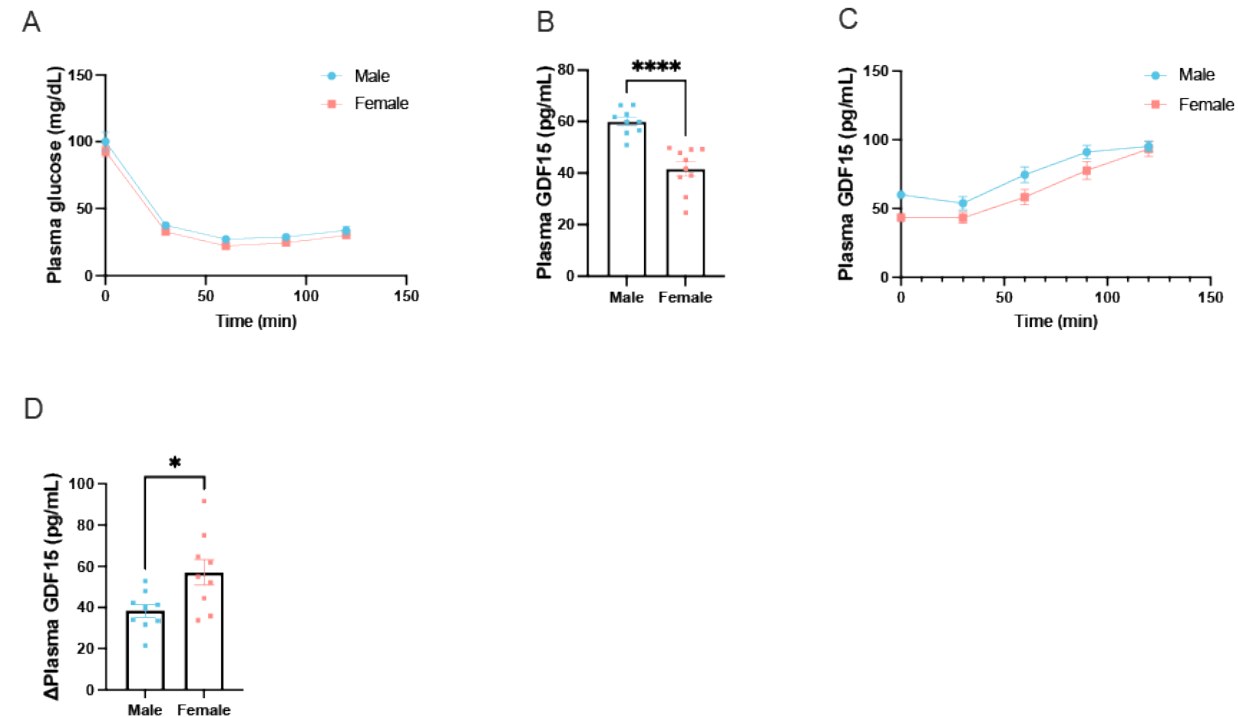 A
Plasma glucose (mg/dL)
150
100
50
0
0 50 100 150
Time (min)
Male
Female
B
Plasma GDF15 (pg/mL)
80
60
40
20
0
****
Male Female
C
Plasma GDF15 (pg/mL)
150
100
50
0
0 50 100 150
Time (min)
Male
Female
D
ΔPlasma GDF15 (pg/mL)
100
80
60
40
20
0
*
Male Female